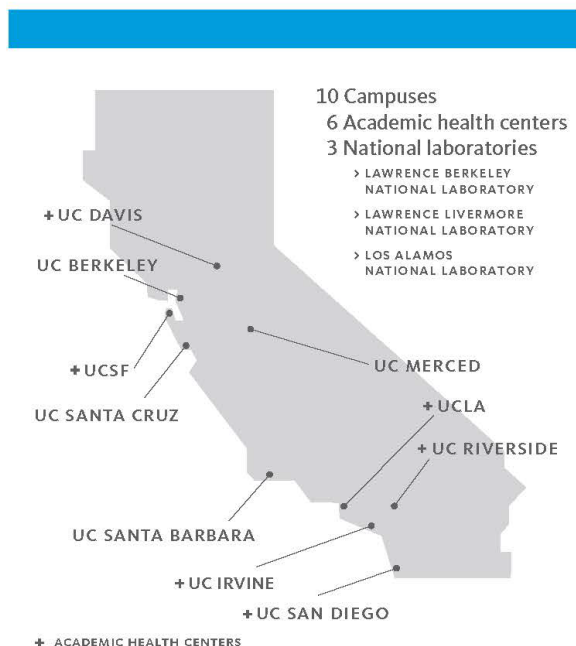 10 Campuses
6 Academic health centers
3 National laboratories
> LAWRENCE BERKELEY
NATIONAL LABORATORY
> LAWRENCE LIVERMORE
NATIONAL LABORATORY
> LOS ALAMOS
NATIONAL LABORATORY
+ UC DAVIS
UC BERKELEY
+ UCSF
UC MERCED
UC SANTA CRUZ
+ UCLA
+ UC RIVERSIDE
UC SANTA BARBARA
+ UC IRVINE
+ UC SAN DIEGO
+ ACADEMIC HEALTH CENTERS